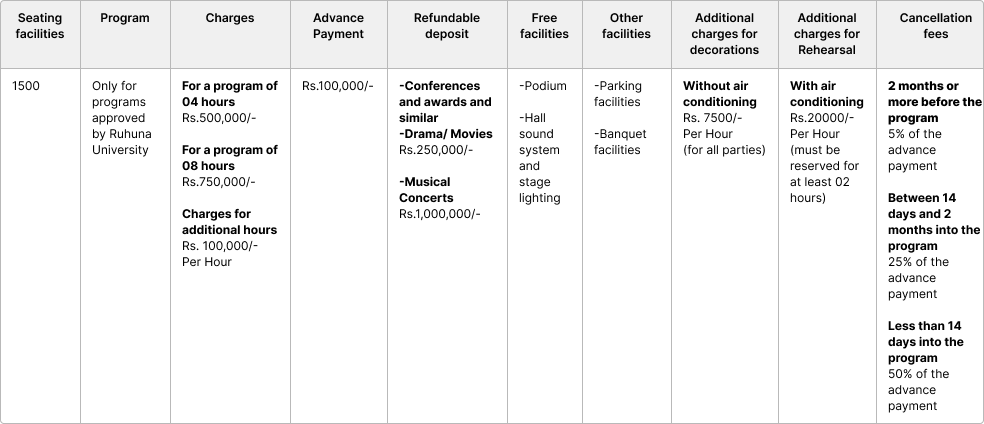 Seating
facilities
Program
Charges
Advance
Payment
Refundable
deposit
Free
facilities
Other
facilities
Additional
charges for
decorations
Additional
charges for
Rehearsal
Cancellation
fees
1500
Only for
programs
approved
by Ruhuna
University
For a program of
04 hours
Rs.500,000/-
For a program of
08 hours
Rs.750,000/-
Charges for
additional hours
Rs. 100,000/-
Per Hour
Rs.100,000/-
-Conferences
and awards and
similar
-Drama/ Movies
Rs.250,000/-
-Musical
Concerts
Rs.1,000,000/-
-Podium
-Hall
sound
system
and
stage
lighting
-Parking
facilities
-Banquet
facilities
Without air
conditioning
Rs. 7500/-
Per Hour
(for all parties)
With air
conditioning
Rs.20000/-
Per Hour
(must be
reserved for
at least 02
hours)
2 months or
more before the
program
5% of the
advance
payment
Between 14
days and 2
months into the
program
25% of the
advance
payment
Less than 14
days into the
program
50% of the
advance
payment